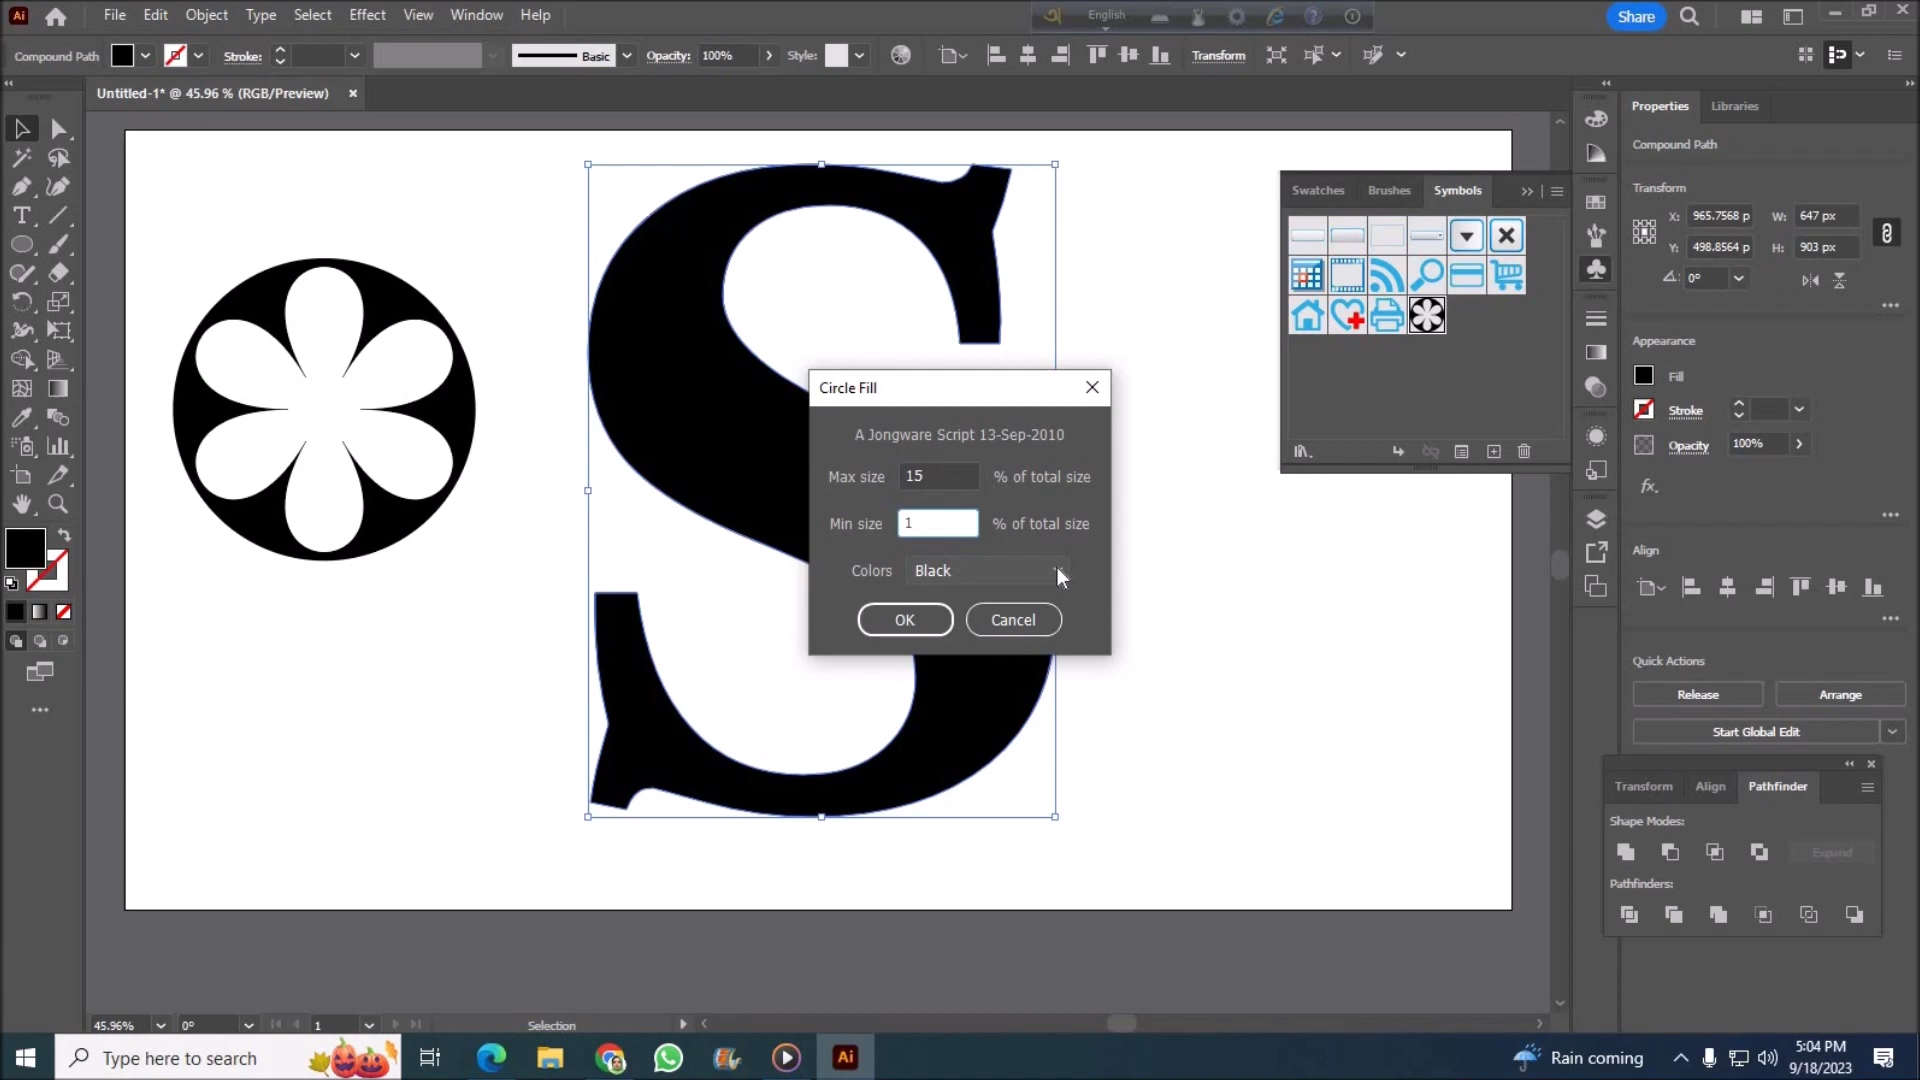 Ai File Edit Object Type Select Effect View Window Help
English
Share
Compound Path Stroke: Basic Opacity: 100% Style: Transform
Untitled-1* @ 45.96 % (RGB/Preview)
Properties Libraries
Compound Path
Transform
X: 965.7568 p W: 647 px
Y: 498.8564 p H: 903 px
0°
Swatches Brushes Symbols
Appearance
Fill
Stroke
Opacity 100%
fx
Align
Quick Actions
Release Arrange
Start Global Edit
Transform Align Pathfinder
Shape Modes:
Expand
Pathfinders:
S
Circle Fill
A Jongware Script 13-Sep-2010
Max size 15 % of total size
Min size 1 % of total size
Colors Black
OK Cancel
45.96% 0° 1 Selection
Type here to search
Ai
Rain coming
5:04 PM
9/18/2023